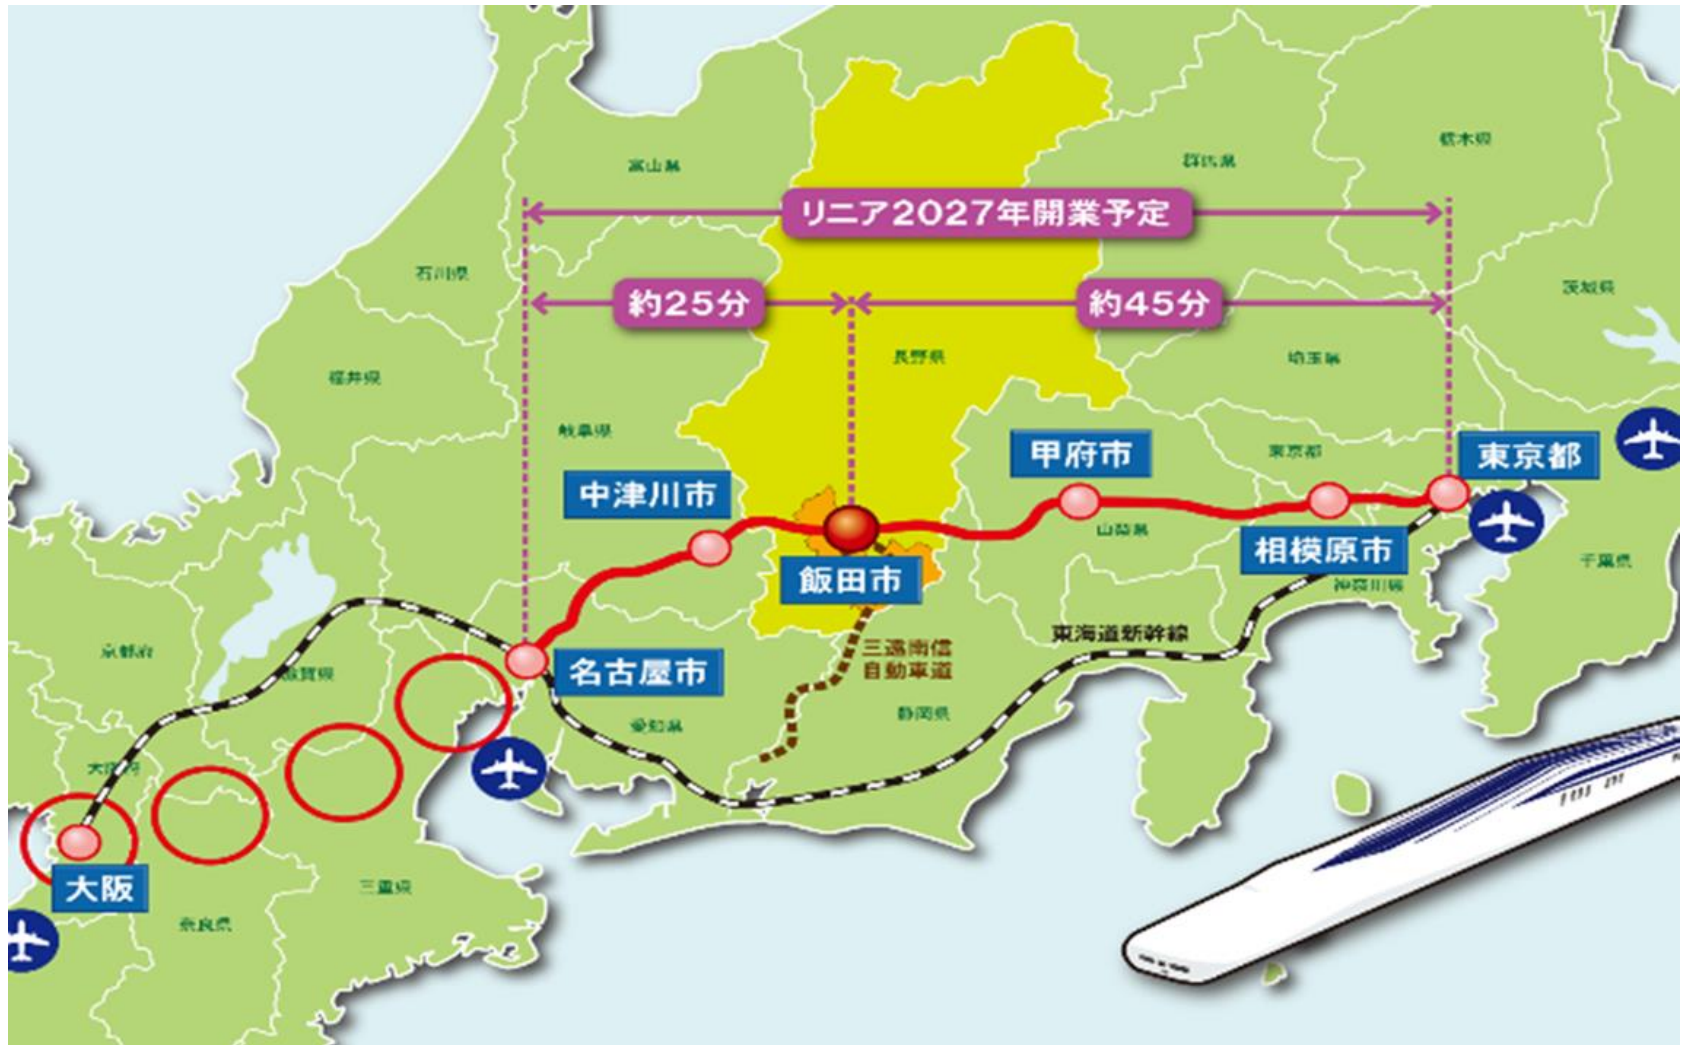 栃木県
群馬県
富山県
リニア2027年開業予定
石川県
茨城県
約25分
約45分
長野県
埼玉県
福井県
岐阜県
東京都
甲府市
東京都
中津川市
山梨県
相模原市
千葉県
飯田市
神奈川県
東海道新幹線
京都府
三遠南信
自動車道
滋賀県
名古屋市
静岡県
愛知県
大阪府
大阪
三重県
奈良県